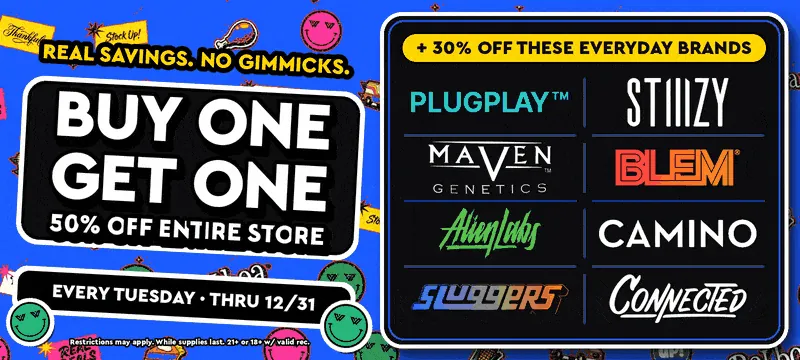 Thankful
Stock Up!
REAL SAVINGS. NO GIMMICKS.
BUY ONE
GET ONE
50% OFF ENTIRE STORE
EVERY TUESDAY • THRU 12/31
Restrictions may apply. While supplies last. 21+ or 18+ w/ valid rec.
+ 30% OFF THESE EVERYDAY BRANDS
PLUGPLAY™
STIIIZY
MAVEN™
GENETICS
BLEM®
Alien Labs
CAMINO
SLUGGERS
CONNECTED